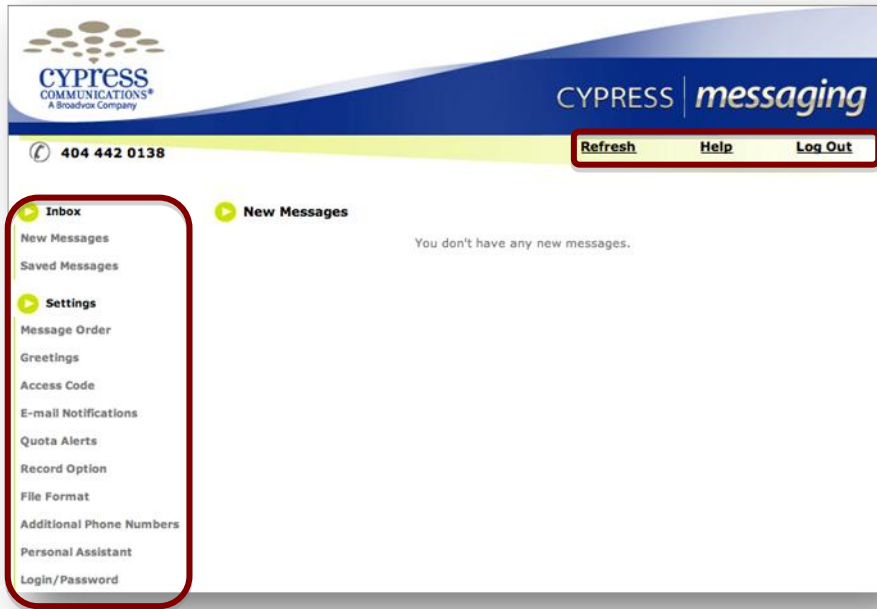 CYPRESS
COMMUNICATIONS®
A Broadvox Company
CYPRESS | messaging
404 442 0138
Refresh Help Log Out
Inbox
New Messages
Saved Messages
Settings
Message Order
Greetings
Access Code
E-mail Notifications
Quota Alerts
Record Option
File Format
Additional Phone Numbers
Personal Assistant
Login/Password
New Messages
You don't have any new messages.